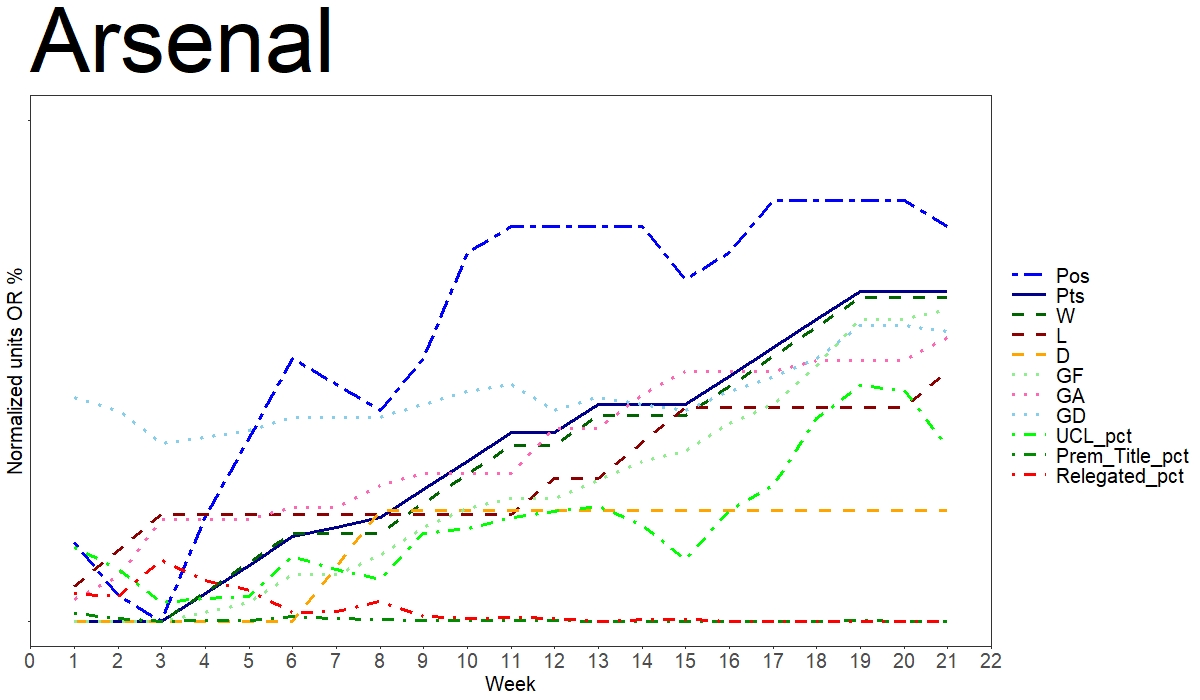 Arsenal
Normalized units OR %
0 1 2 3 4 5 6 7 8 9 10 11 12 13 14 15 16 17 18 19 20 21 22
Week
Pos
Pts
W
L
D
GF
GA
GD
UCL_pct
Prem_Title_pct
Relegated_pct